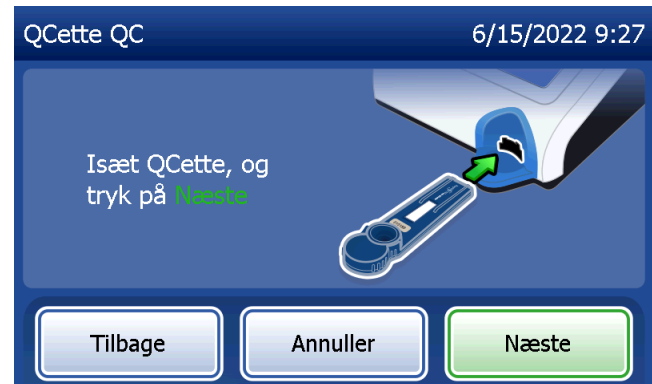 QCette QC
6/15/2022 9:27
Isæt QCette, og
tryk på Næste
Tilbage
Annuller
Næste